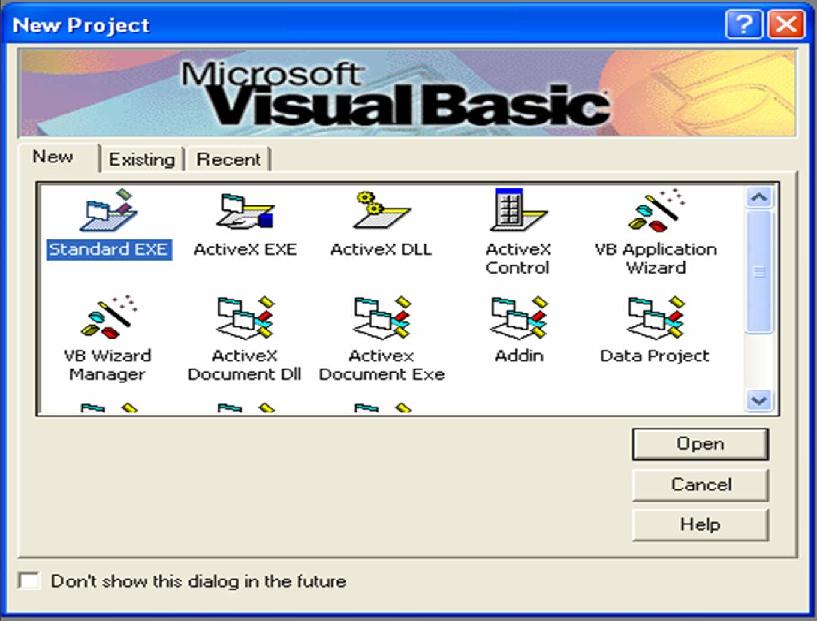 New Project
Microsoft
Visual Basic
New Existing Recent
Standard EXE
ActiveX EXE
ActiveX DLL
ActiveX
Control
VB Application
Wizard
VB Wizard
Manager
ActiveX
Document Dll
Activex
Document Exe
Addin
Data Project
Open
Cancel
Help
Don't show this dialog in the future